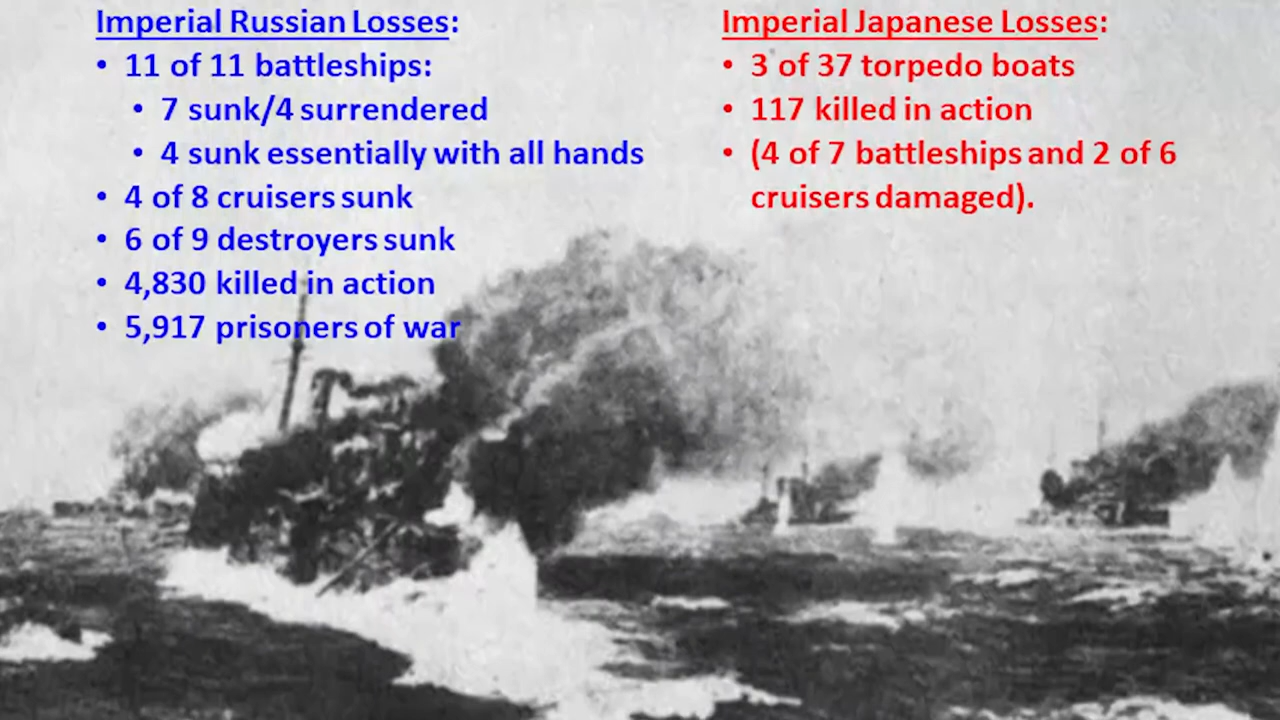 Imperial Russian Losses:
• 11 of 11 battleships:
• 7 sunk/4 surrendered
• 4 sunk essentially with all hands
• 4 of 8 cruisers sunk
• 6 of 9 destroyers sunk
• 4,830 killed in action
• 5,917 prisoners of war
Imperial Japanese Losses:
• 3 of 37 torpedo boats
• 117 killed in action
• (4 of 7 battleships and 2 of 6
cruisers damaged).